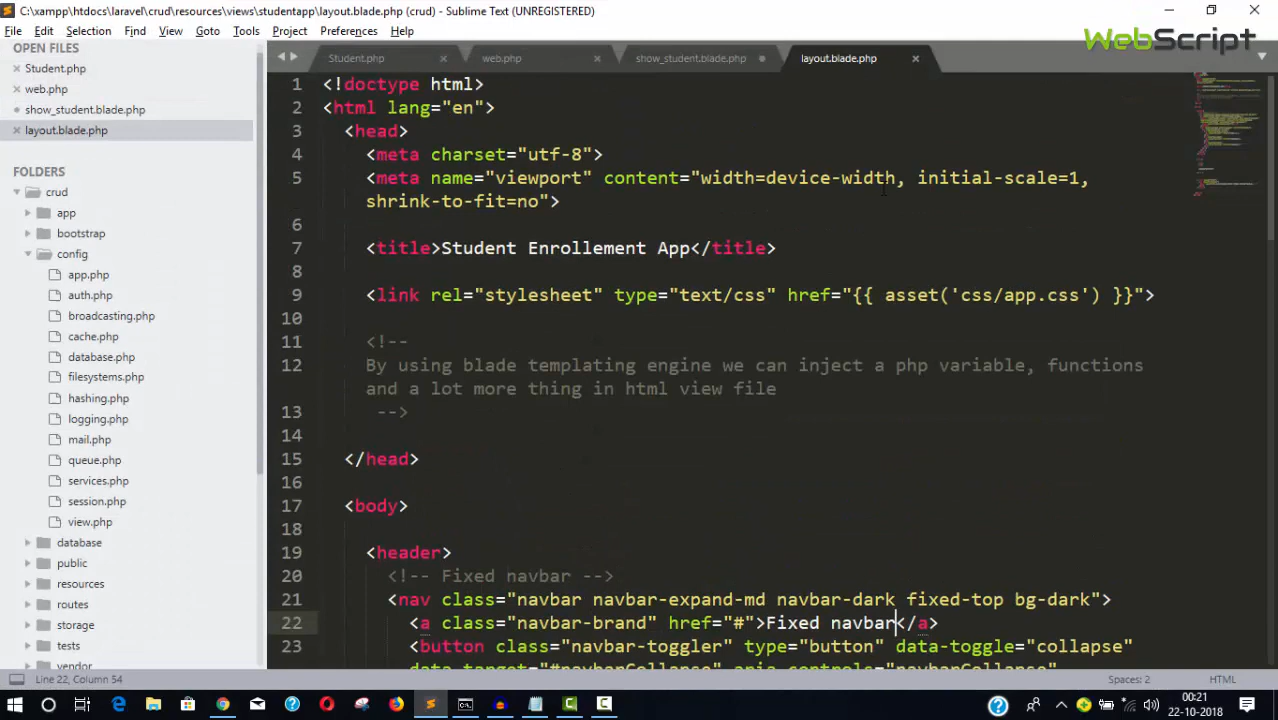 C:\xampp\htdocs\laravel\crud\resources\views\studentapp\layout.blade.php (crud) - Sublime Text (UNREGISTERED)
File Edit Selection Find View Goto Tools Project Preferences Help
WebScript
OPEN FILES
Student.php
web.php
show_student.blade.php
layout.blade.php
FOLDERS
crud
app
bootstrap
config
app.php
auth.php
broadcasting.php
cache.php
database.php
filesystems.php
hashing.php
logging.php
mail.php
queue.php
services.php
session.php
view.php
database
public
resources
routes
storage
tests
vendor
Student.php web.php show_student.blade.php layout.blade.php
1 <!doctype html>
2 <html lang="en">
3 <head>
4 <meta charset="utf-8">
5 <meta name="viewport" content="width=device-width, initial-scale=1,
shrink-to-fit=no">
6
7 <title>Student Enrollement App</title>
8
9 <link rel="stylesheet" type="text/css" href="{{ asset('css/app.css') }}">
10
11 <!--
12 By using blade templating engine we can inject a php variable, functions
and a lot more thing in html view file
13 -->
14
15 </head>
16
17 <body>
18
19 <header>
20 <!-- Fixed navbar -->
21 <nav class="navbar navbar-expand-md navbar-dark fixed-top bg-dark">
22 <a class="navbar-brand" href="#">Fixed navbar</a>
23 <button class="navbar-toggler" type="button" data-toggle="collapse"
data-target="#navbarCollapse" aria-controls="navbarCollapse"
Line 22, Column 54
Spaces: 2
HTML
00:21
22-10-2018